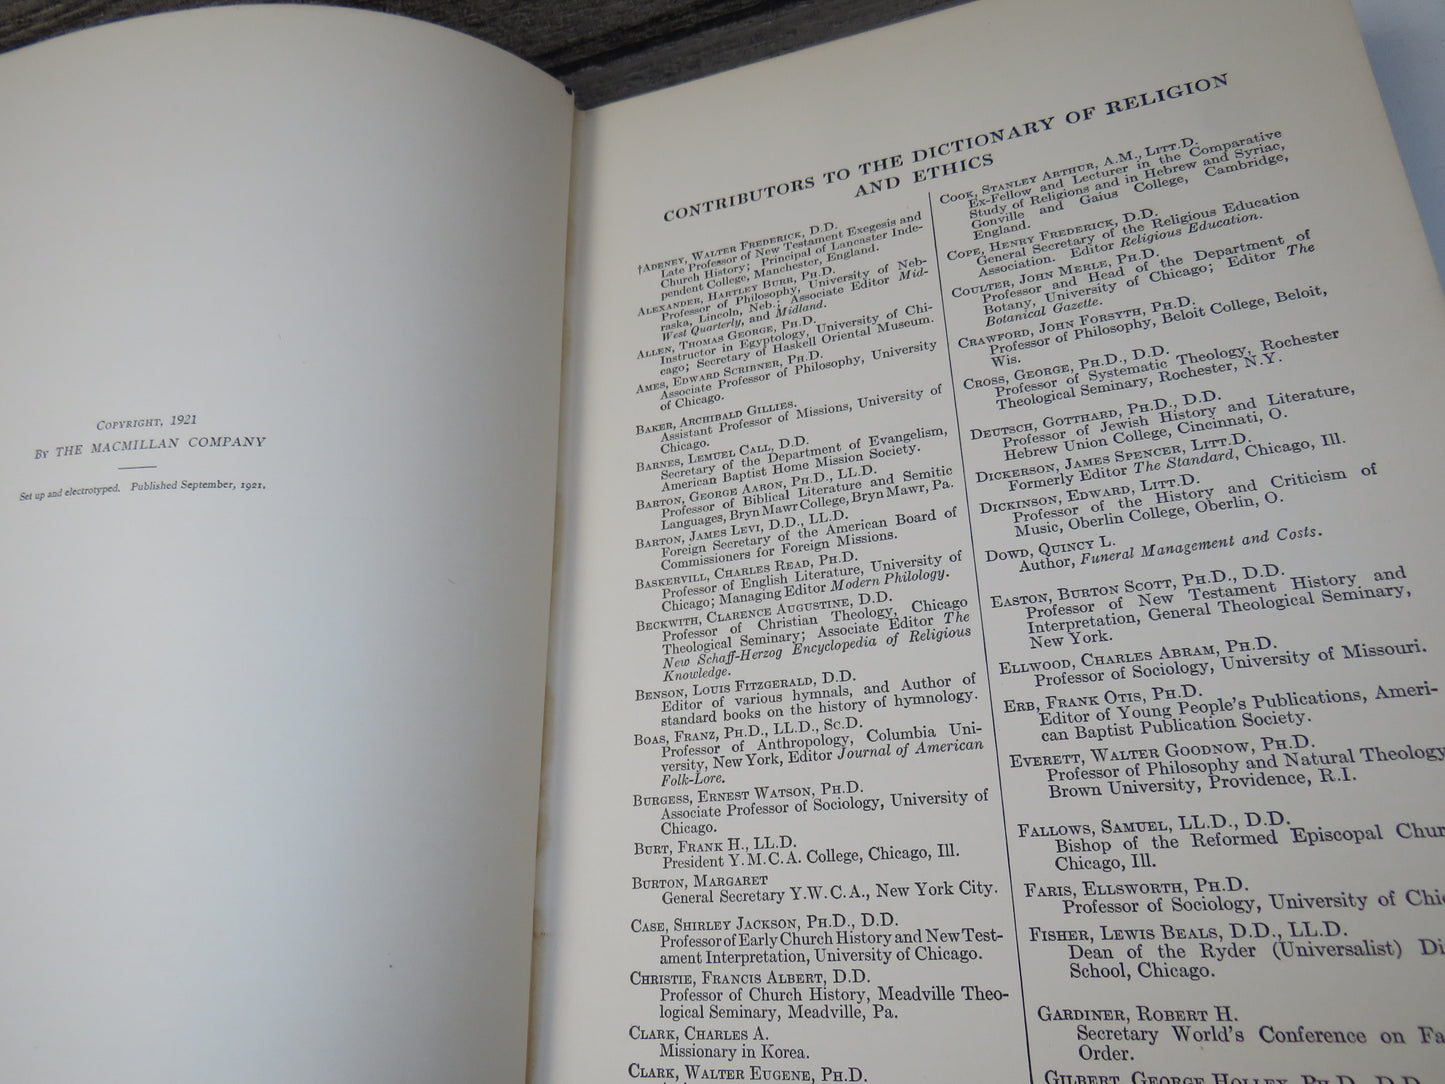 COPYRIGHT, 1921
BY THE MACMILLAN COMPANY
Set up and electrotyped. Published September, 1921.
CONTRIBUTORS TO THE DICTIONARY OF RELIGION
AND ETHICS
†ADENEY, WALTER FREDERICK, D.D.
Late Professor of New Testament Exegesis and
Church History; Principal of Lancaster Inde-
pendent College, Manchester, England.
ALEXANDER, HARTLEY BURR, PH.D.
Professor of Philosophy, University of Neb-
raska, Lincoln, Neb.; Associate Editor Mid-
West Quarterly, and Midland.
ALLEN, THOMAS GEORGE, PH.D.
Instructor in Egyptology, University of Chi-
cago; Secretary of Haskell Oriental Museum.
AMES, EDWARD SCRIBNER, PH.D.
Associate Professor of Philosophy, University
of Chicago.
BAKER, ARCHIBALD GILLIES.
Assistant Professor of Missions, University of
Chicago.
BARNES, LEMUEL CALL, D.D.
Secretary of the Department of Evangelism,
American Baptist Home Mission Society.
BARTON, GEORGE AARON, PH.D., LL.D.
Professor of Biblical Literature and Semitic
Languages, Bryn Mawr College, Bryn Mawr, Pa.
BARTON, JAMES LEVI, D.D., LL.D.
Foreign Secretary of the American Board of
Commissioners for Foreign Missions.
BASKERVILL, CHARLES READ, PH.D.
Professor of English Literature, University of
Chicago; Managing Editor Modern Philology.
BECKWITH, CLARENCE AUGUSTINE, D.D.
Professor of Christian Theology, Chicago
Theological Seminary; Associate Editor The
New Schaff-Herzog Encyclopedia of Religious
Knowledge.
BENSON, LOUIS FITZGERALD, D.D.
Editor of various hymnals, and Author of
standard books on the history of hymnology.
BOAS, FRANZ, PH.D., LL.D., SC.D.
Professor of Anthropology, Columbia Uni-
versity, New York, Editor Journal of American
Folk-Lore.
BURGESS, ERNEST WATSON, PH.D.
Associate Professor of Sociology, University of
Chicago.
BURT, FRANK H., LL.D.
President Y.M.C.A. College, Chicago, Ill.
BURTON, MARGARET
General Secretary Y.W.C.A., New York City.
CASE, SHIRLEY JACKSON, PH.D., D.D.
Professor of Early Church History and New Test-
ament Interpretation, University of Chicago.
CHRISTIE, FRANCIS ALBERT, D.D.
Professor of Church History, Meadville Theo-
logical Seminary, Meadville, Pa.
CLARK, CHARLES A.
Missionary in Korea.
CLARK, WALTER EUGENE, PH.D.
COOK, STANLEY ARTHUR, A.M., LITT.D.
Ex-Fellow and Lecturer in the Comparative
Study of Religions and in Hebrew and Syriac,
Gonville and Gaius College, Cambridge,
England.
COPE, HENRY FREDERICK, D.D.
General Secretary of the Religious Education
Association. Editor Religious Education.
COULTER, JOHN MERLE, PH.D.
Professor and Head of the Department of
Botany, University of Chicago; Editor The
Botanical Gazette.
CRAWFORD, JOHN FORSYTH, PH.D.
Professor of Philosophy, Beloit College, Beloit,
Wis.
CROSS, GEORGE, PH.D., D.D.
Professor of Systematic Theology, Rochester
Theological Seminary, Rochester, N.Y.
DEUTSCH, GOTTHARD, PH.D., D.D.
Professor of Jewish History and Literature,
Hebrew Union College, Cincinnati, O.
DICKERSON, JAMES SPENCER, LITT.D.
Formerly Editor The Standard, Chicago, Ill.
DICKINSON, EDWARD, LITT.D.
Professor of the History and Criticism of
Music, Oberlin College, Oberlin, O.
DOWD, QUINCY L.
Author, Funeral Management and Costs.
EASTON, BURTON SCOTT, PH.D., D.D.
Professor of New Testament History and
Interpretation, General Theological Seminary,
New York.
ELLWOOD, CHARLES ABRAM, PH.D.
Professor of Sociology, University of Missouri.
ERB, FRANK OTIS, PH.D.
Editor of Young People's Publications, Ameri-
can Baptist Publication Society.
EVERETT, WALTER GOODNOW, PH.D.
Professor of Philosophy and Natural Theology
Brown University, Providence, R.I.
FALLOWS, SAMUEL, LL.D., D.D.
Bishop of the Reformed Episcopal Chur
Chicago, Ill.
FARIS, ELLSWORTH, PH.D.
Professor of Sociology, University of Chic
FISHER, LEWIS BEALS, D.D., LL.D.
Dean of the Ryder (Universalist) Di
School, Chicago.
GARDINER, ROBERT H.
Secretary World's Conference on Fa
Order.
GILBERT, GEORGE HOLLEY, PH.D., D.D.